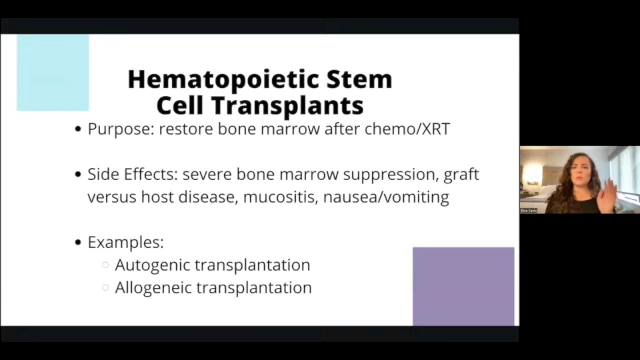 Hematopoietic Stem
Cell Transplants
• Purpose: restore bone marrow after chemo/XRT
• Side Effects: severe bone marrow suppression, graft
versus host disease, mucositis, nausea/vomiting
• Examples:
○ Autogenic transplantation
○ Allogeneic transplantation